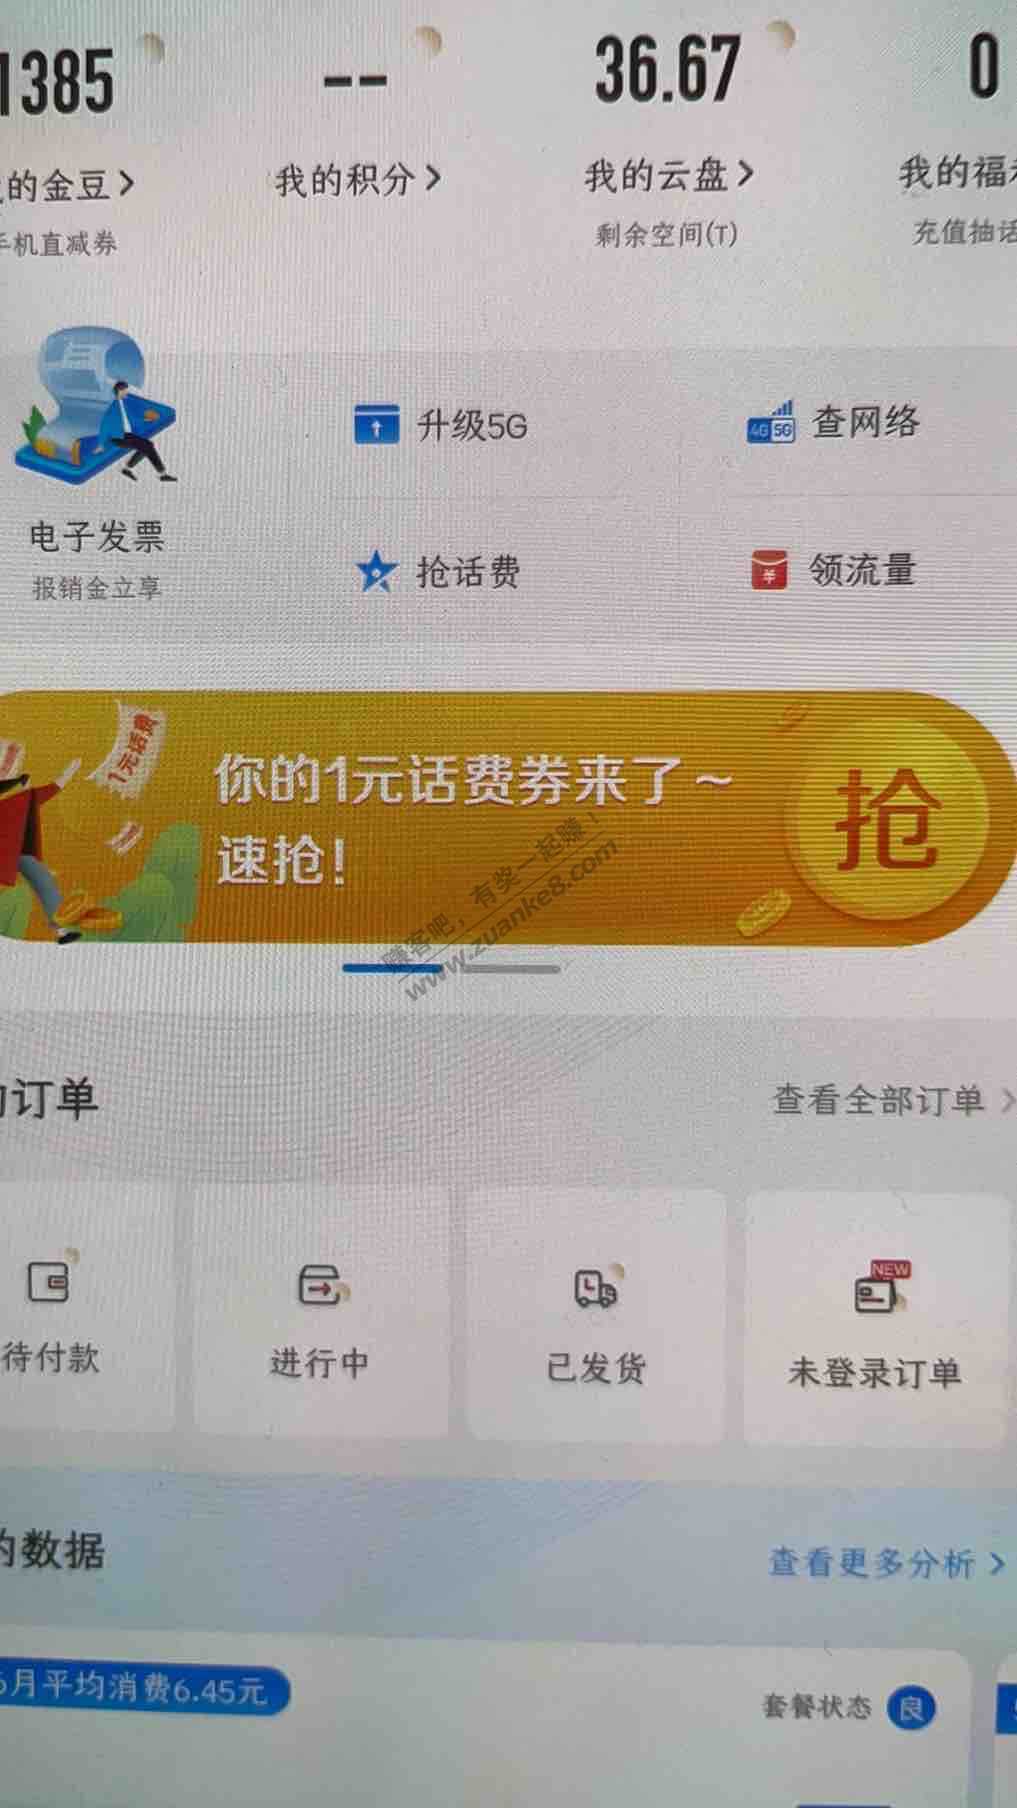 1385
--
36.67
0
的金豆>
我的积分>
我的云盘>
我的福
手机直减券
剩余空间(T)
充值抽话
升级5G
4G 5G
查网络
电子发票
报销金立享
抢话费
领流量
1元话费
你的1元话费券来了~
速抢!
抢
赚客吧,有奖一起赚!
www.zuanke8.com
订单
查看全部订单 >
NEW
待付款
进行中
已发货
未登录订单
的数据
查看更多分析 >
6月平均消费6.45元
套餐状态 良